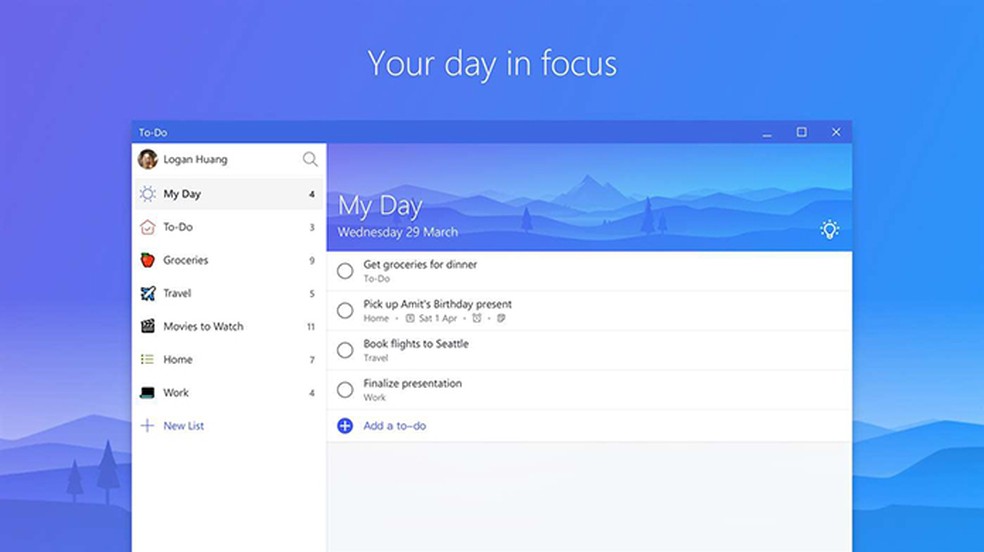 Your day in focus
To-Do
Logan Huang
My Day 4
To-Do 3
Groceries 9
Travel 5
Movies to Watch 11
Home 7
Work 4
New List
My Day
Wednesday 29 March
Get groceries for dinner
To-Do
Pick up Amit's Birthday present
Home • Sat 1 Apr • •
Book flights to Seattle
Travel
Finalize presentation
Work
Add a to-do